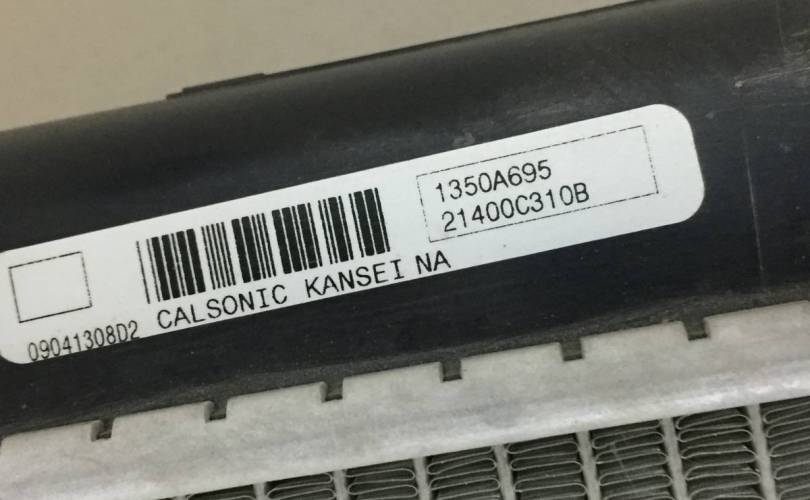 1350A695
21400C310B
CALSONIC KANSEI NA
09041308D2